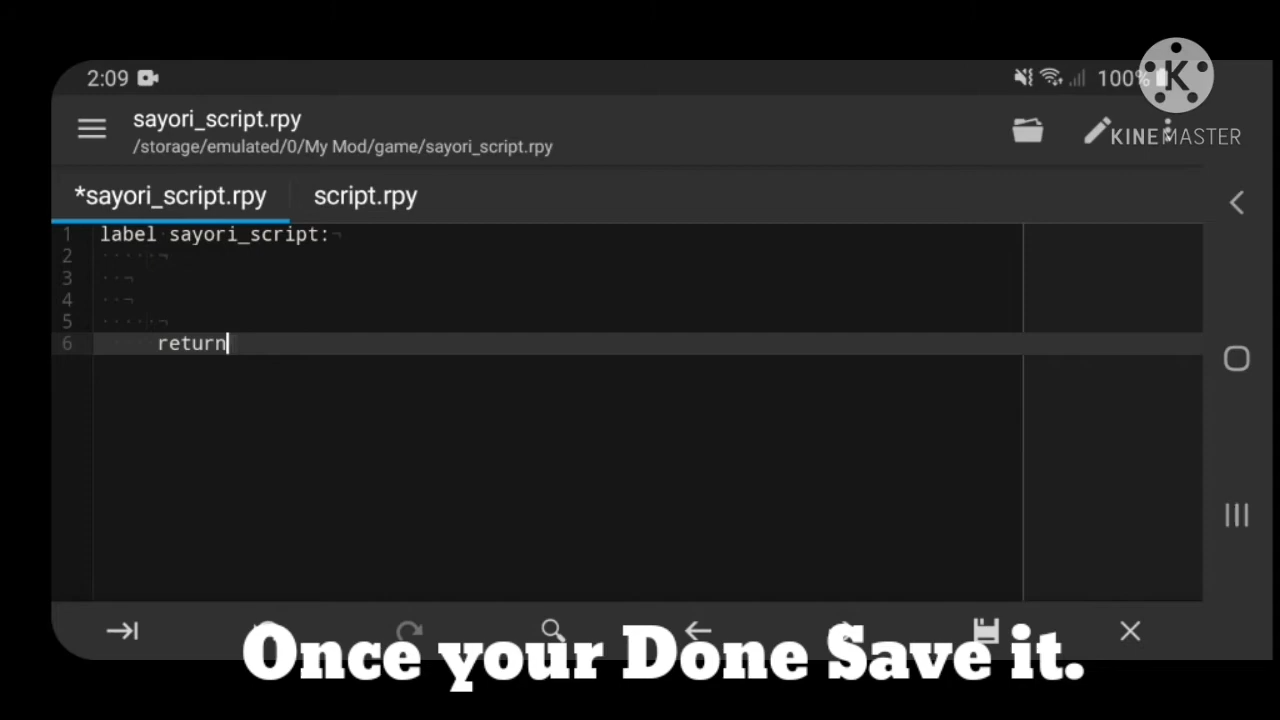 2:09
100%
KINEMASTER
sayori_script.rpy
/storage/emulated/0/My Mod/game/sayori_script.rpy
*sayori_script.rpy
script.rpy
1 label sayori_script:
2
3
4
5
6 return
Once your Done Save it.